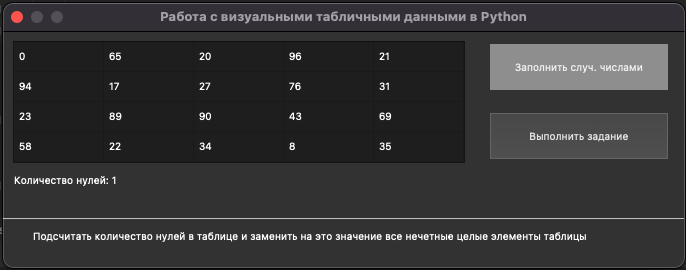 Работа с визуальными табличными данными в Python
0 65 20 96 21
94 17 27 76 31
23 89 90 43 69
58 22 34 8 35
Заполнить случ. числами
Выполнить задание
Количество нулей: 1
Подсчитать количество нулей в таблице и заменить на это значение все нечетные целые элементы таблицы